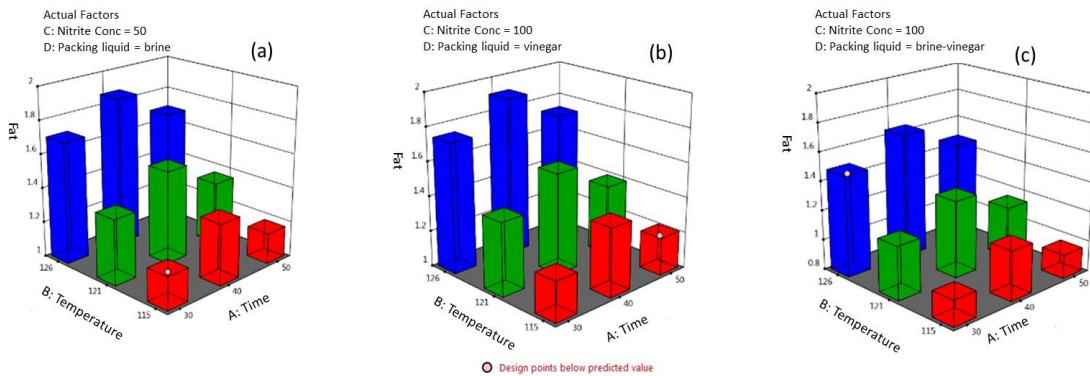 Actual Factors
C: Nitrite Conc = 50
D: Packing liquid = brine
(a)
2
1.8
1.6
1.4
1.2
1
Fat
126
121
115
B: Temperature
30
40
50
A: Time
Actual Factors
C: Nitrite Conc = 100
D: Packing liquid = vinegar
(b)
2
1.8
1.6
1.4
1.2
1
Fat
126
121
115
B: Temperature
30
40
50
A: Time
Actual Factors
C: Nitrite Conc = 100
D: Packing liquid = brine-vinegar
(c)
2
1.8
1.6
1.4
1.2
1
0.8
Fat
126
121
115
B: Temperature
30
40
50
A: Time
Design points below predicted value